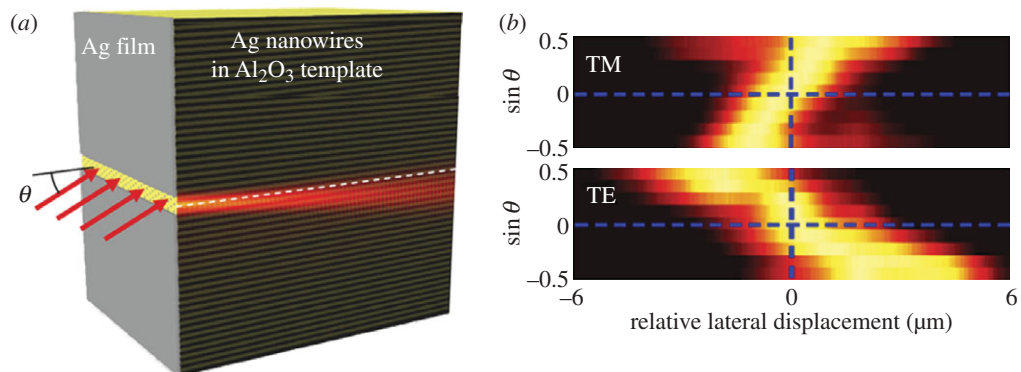 (a)
Ag film
Ag nanowires
in Al₂O₃ template
θ
(b)
0.5
TM
sin θ
0
–0.5
0.5
TE
sin θ
0
–0.5
–6
0
6
relative lateral displacement (µm)